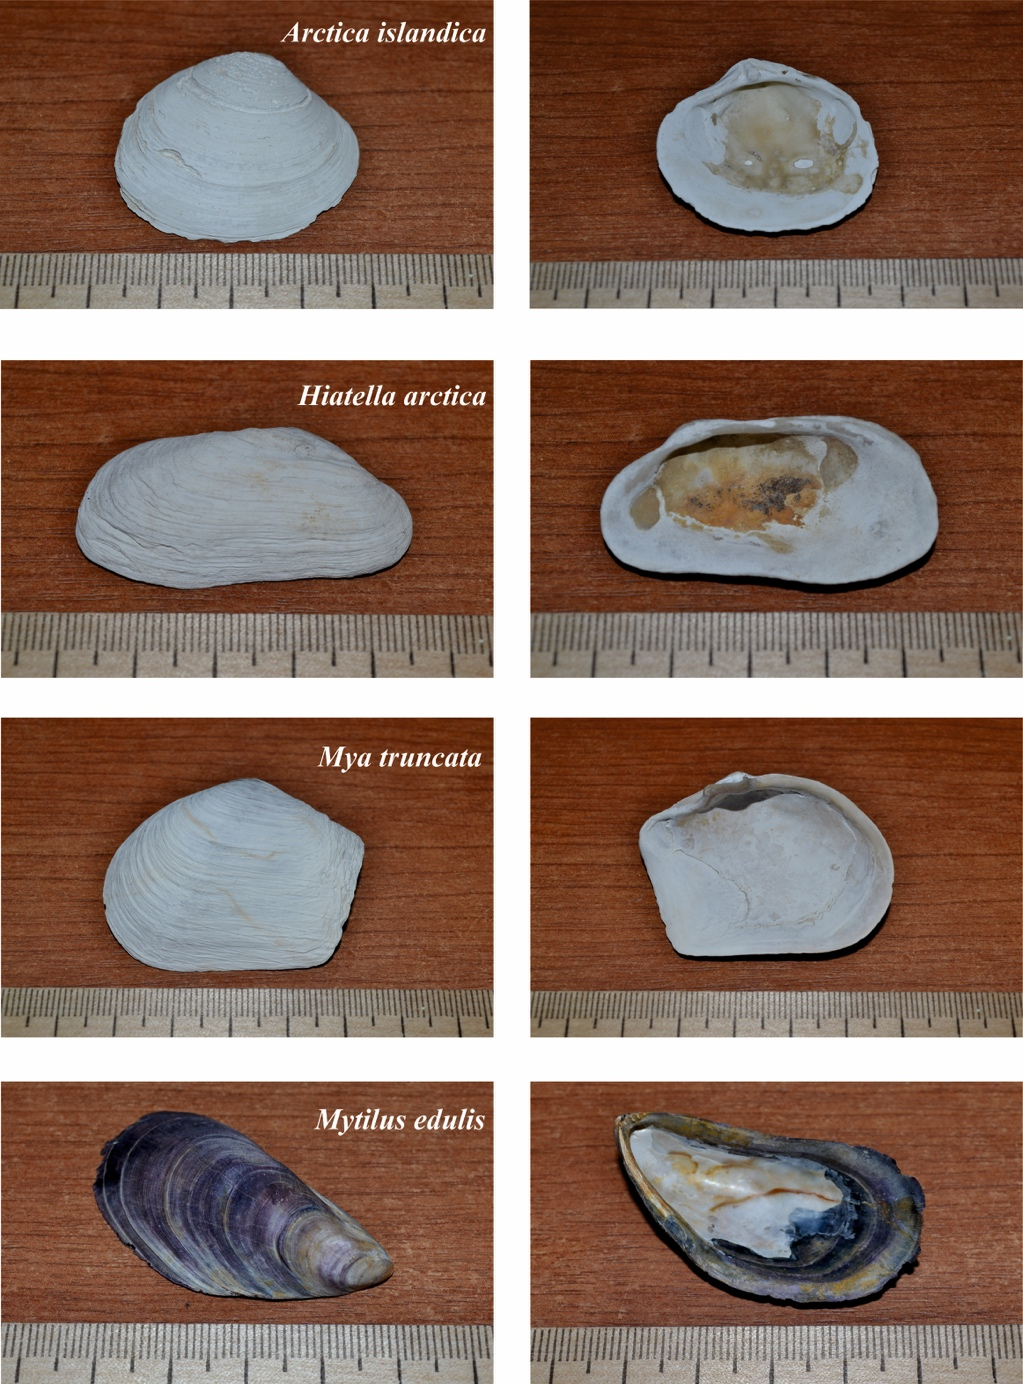 Arctica islandica
Hiatella arctica
Mya truncata
Mytilus edulis